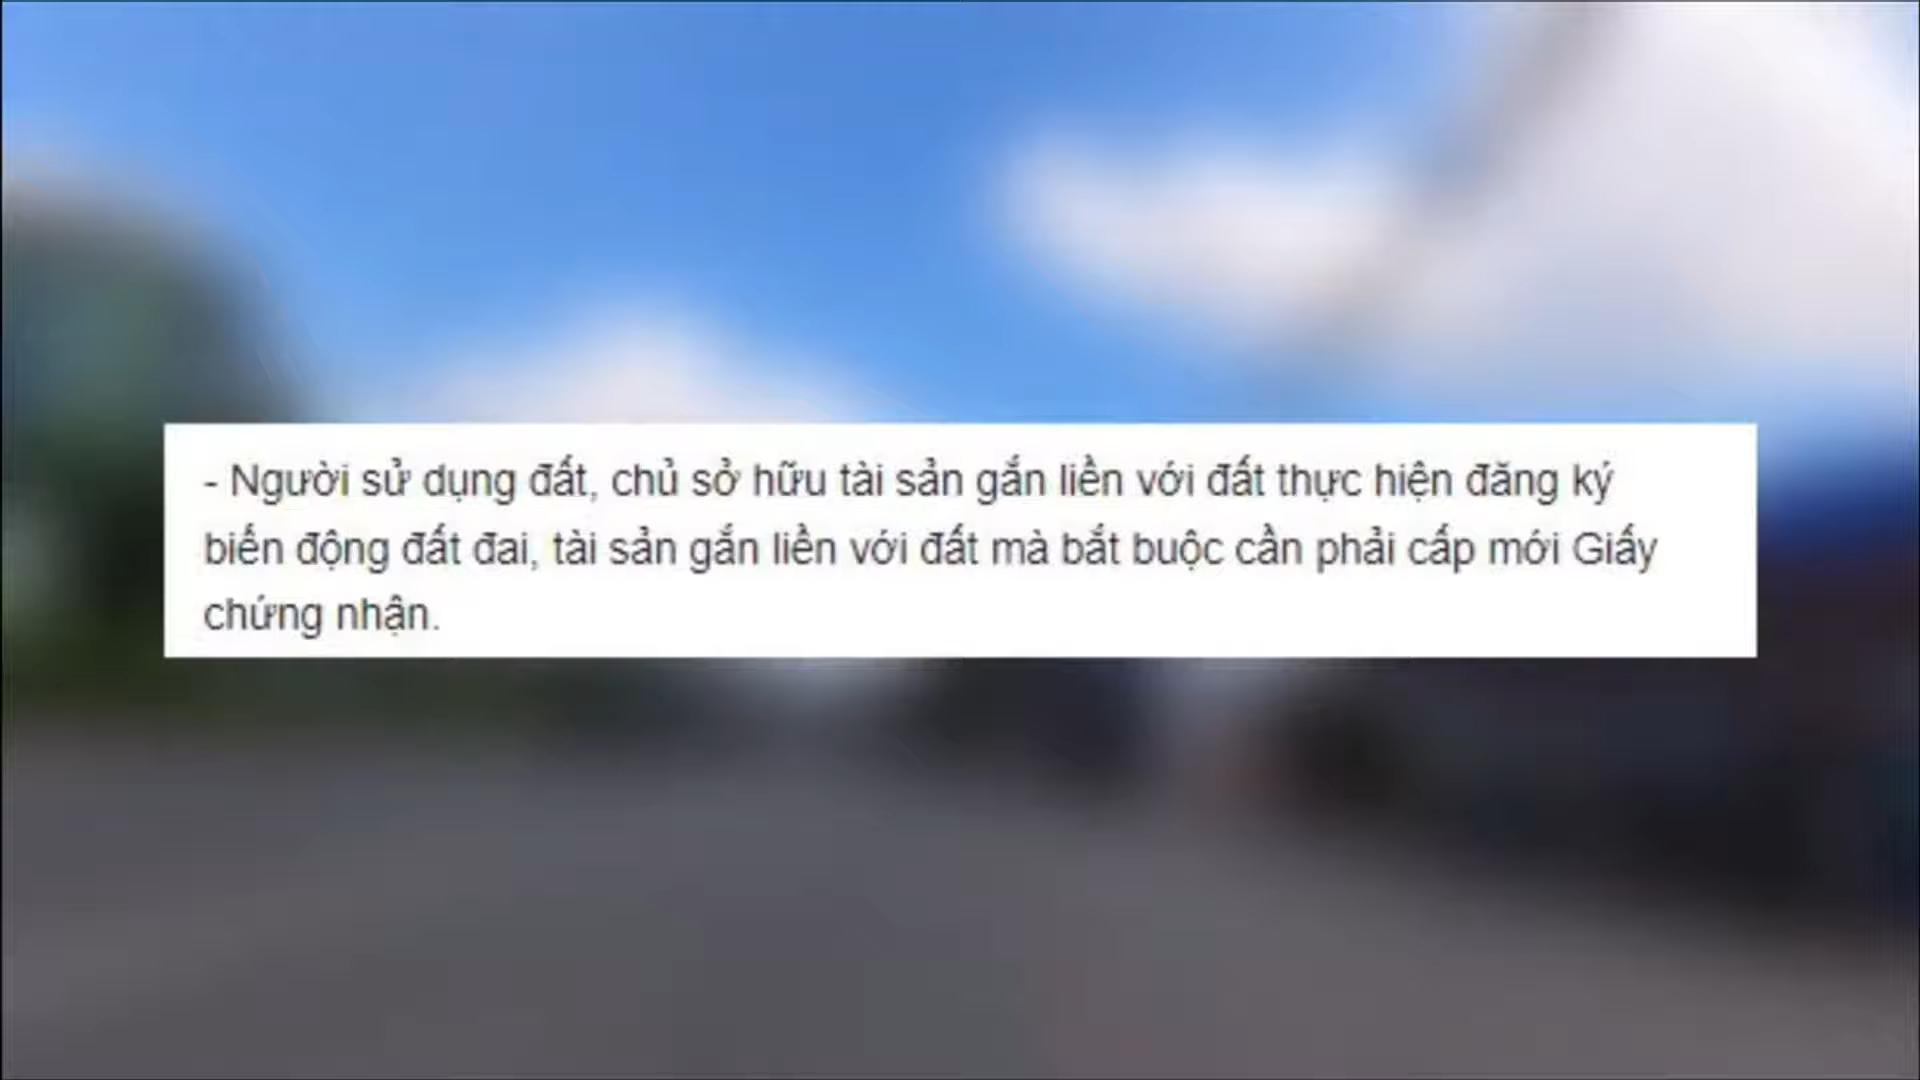 - Người sử dụng đất, chủ sở hữu tài sản gắn liền với đất thực hiện đăng ký
biến động đất đai, tài sản gắn liền với đất mà bắt buộc cần phải cấp mới Giấy
chứng nhận.